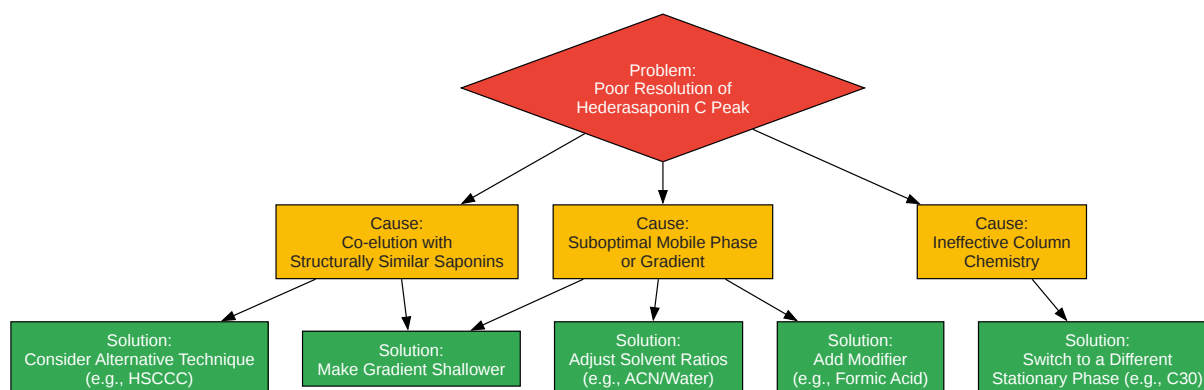 Problem:
Poor Resolution of
Hederasaponin C Peak
Cause:
Co-elution with
Structurally Similar Saponins
Cause:
Suboptimal Mobile Phase
or Gradient
Cause:
Ineffective Column
Chemistry
Solution:
Consider Alternative Technique
(e.g., HSCCC)
Solution:
Make Gradient Shallower
Solution:
Adjust Solvent Ratios
(e.g., ACN/Water)
Solution:
Add Modifier
(e.g., Formic Acid)
Solution:
Switch to a Different
Stationary Phase (e.g., C30)